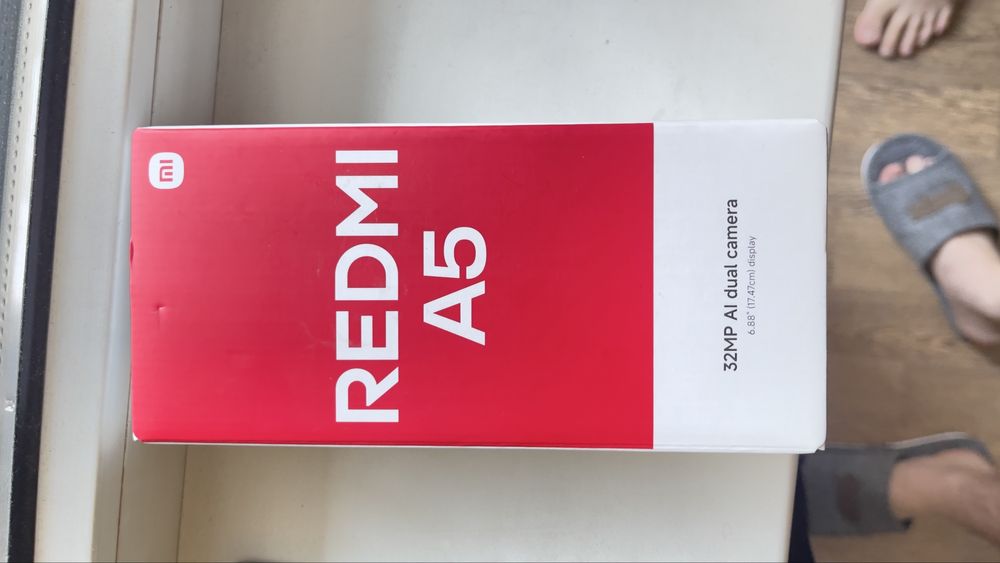 mi
REDMI
A5
32MP AI dual camera
6.88" (17.47cm) display